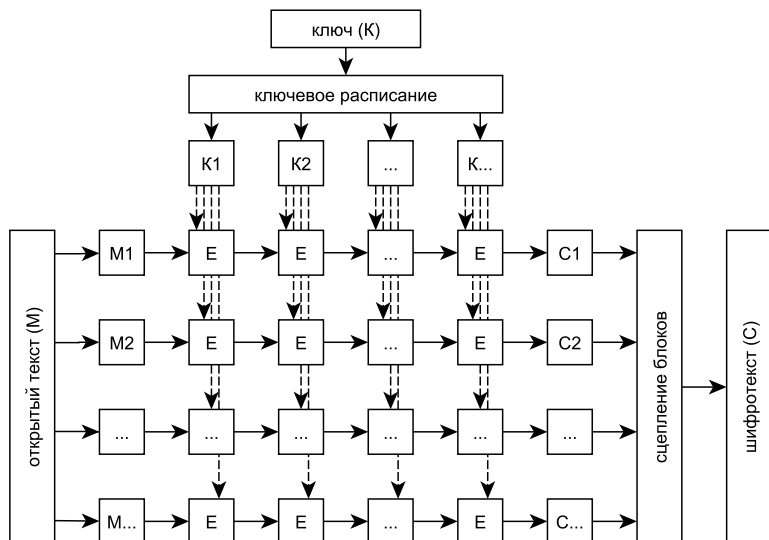 ключ (К)
ключевое расписание
К1 К2 ... К...
М1 Е Е ... Е С1
М2 Е Е ... Е С2
... ... ... ... ... ...
М... Е Е ... Е С...
открытый текст (М)
сцепление блоков
шифротекст (С)